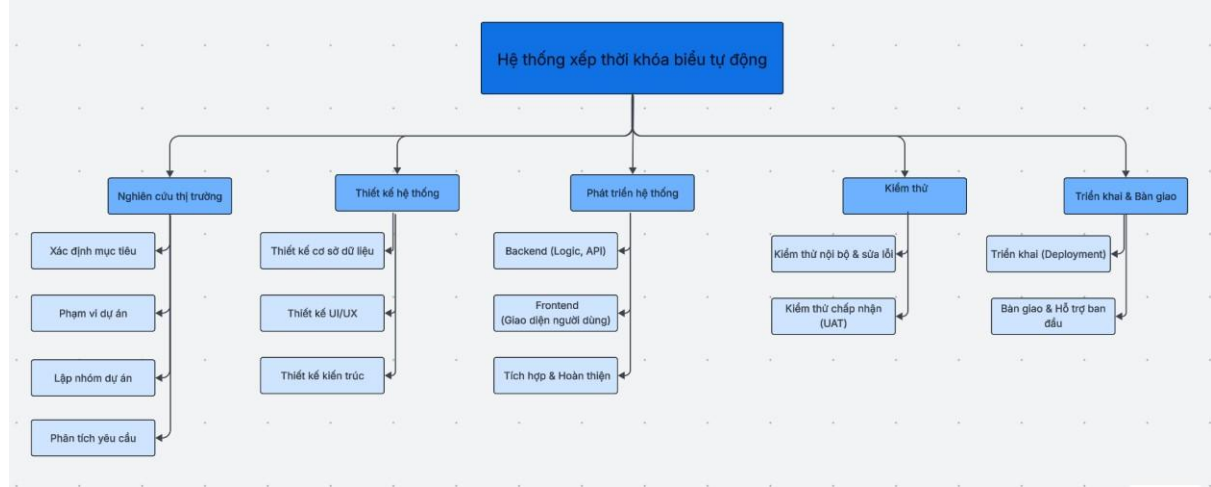 Hệ thống xếp thời khóa biểu tự động
Nghiên cứu thị trường
Thiết kế hệ thống
Phát triển hệ thống
Kiểm thử
Triển khai & Bàn giao
Xác định mục tiêu
Phạm vi dự án
Lập nhóm dự án
Phân tích yêu cầu
Thiết kế cơ sở dữ liệu
Thiết kế UI/UX
Thiết kế kiến trúc
Backend (Logic, API)
Frontend
(Giao diện người dùng)
Tích hợp & Hoàn thiện
Kiểm thử nội bộ & sửa lỗi
Kiểm thử chấp nhận
(UAT)
Triển khai (Deployment)
Bàn giao & Hỗ trợ ban
đầu